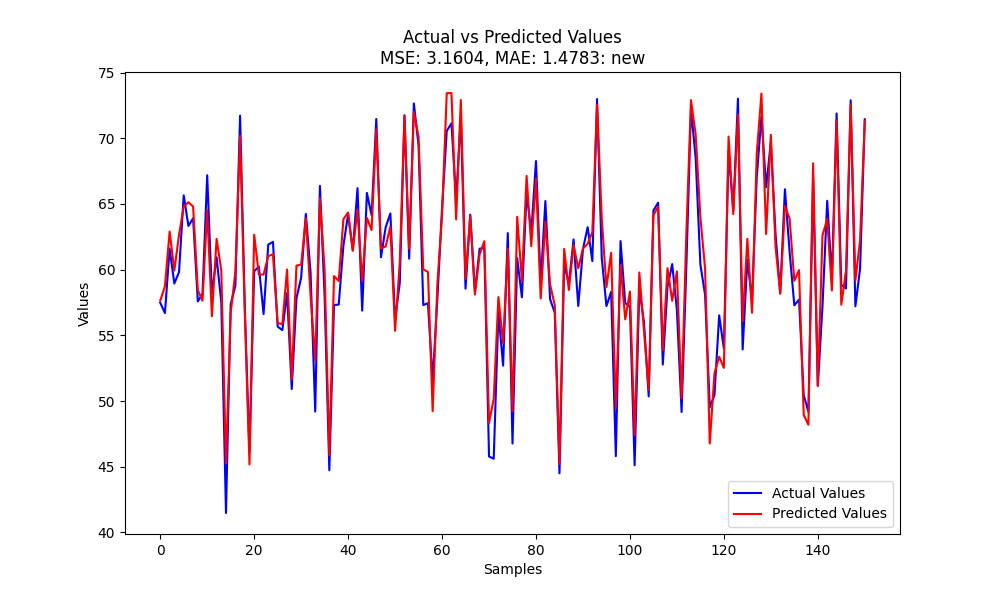 Actual vs Predicted Values
MSE: 3.1604, MAE: 1.4783: new
75
70
65
60
55
50
45
40
Values
0 20 40 60 80 100 120 140
Samples
Actual Values
Predicted Values